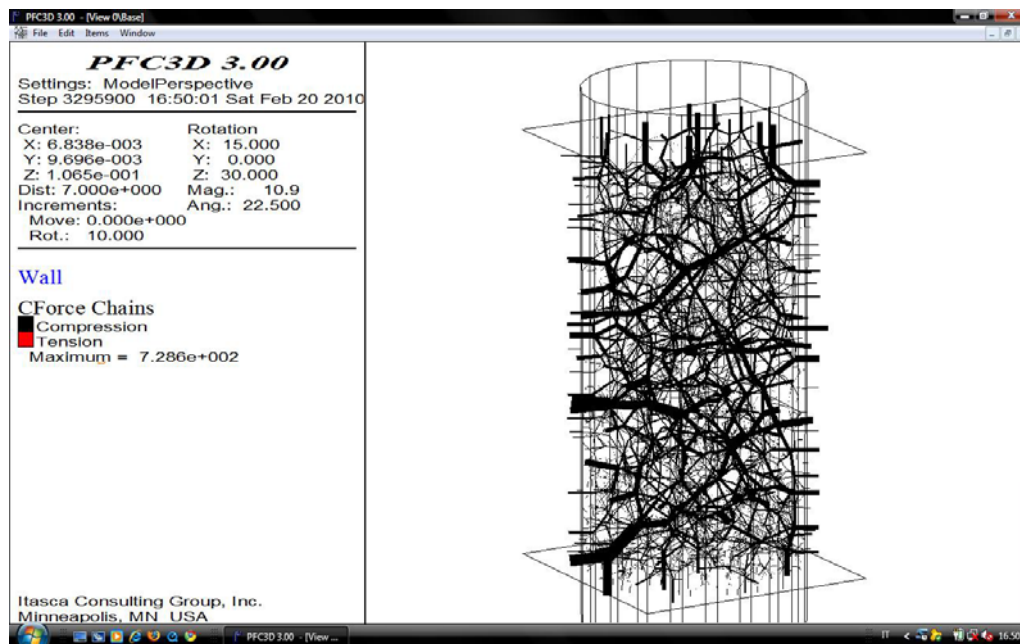 PFC3D 3.00 - [View 0\Base]
File Edit Items Window
PFC3D 3.00
Settings: ModelPerspective
Step 3295900 16:50:01 Sat Feb 20 2010
Center: Rotation
X: 6.838e-003 X: 15.000
Y: 9.696e-003 Y: 0.000
Z: 1.065e-001 Z: 30.000
Dist: 7.000e+000 Mag.: 10.9
Increments: Ang.: 22.500
Move: 0.000e+000
Rot.: 10.000
Wall
CForce Chains
Compression
Tension
Maximum = 7.286e+002
Itasca Consulting Group, Inc.
Minneapolis, MN USA
PFC3D 3.00 - [View ...
IT
16.50